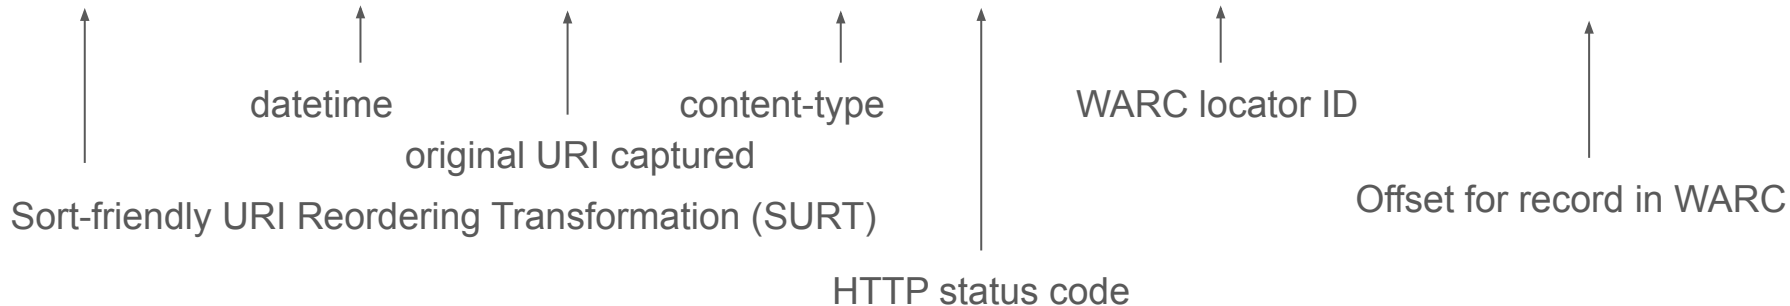 datetime
content-type
WARC locator ID
original URI captured
Offset for record in WARC
Sort-friendly URI Reordering Transformation (SURT)
HTTP status code